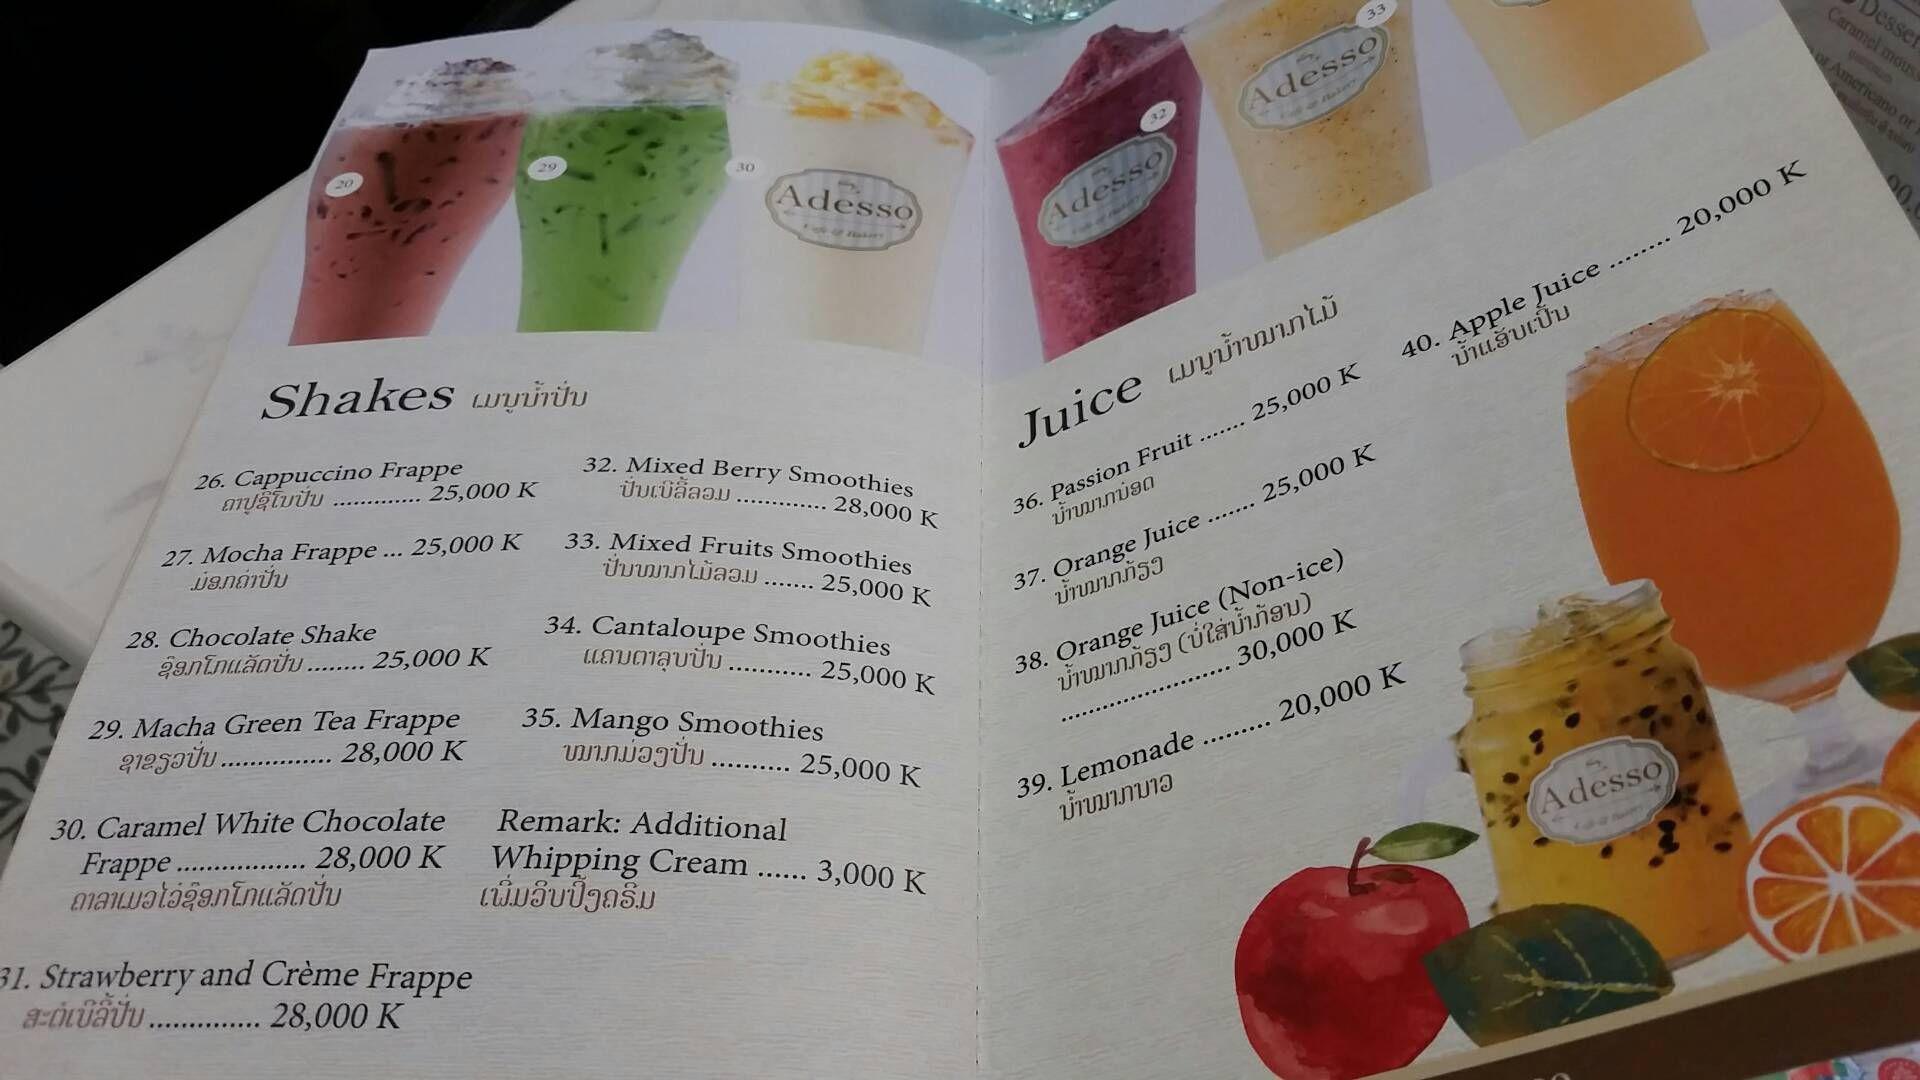 20
29
30
Adesso
Café & Bakery
32
Adesso
33
Adesso
Café & Bakery
Shakes ເມນູນ້ຳປັ່ນ
26. Cappuccino Frappe
ຄາປູຊິໂນປັ່ນ ............. 25,000 K
27. Mocha Frappe ... 25,000 K
ມ໋ອກຄ່າປັ່ນ
28. Chocolate Shake
ຊ໊ອກໂກແລັດປັ່ນ ........ 25,000 K
29. Macha Green Tea Frappe
ຊາຂຽວປັ່ນ ............... 28,000 K
30. Caramel White Chocolate
Frappe ................. 28,000 K
ຄາລາເມວໄວ່ຊ໊ອກໂກແລັດປັ່ນ
31. Strawberry and Crème Frappe
ສະຕໍເບີລີ້ປັ່ນ .............. 28,000 K
32. Mixed Berry Smoothies
ປັ່ນເບີລີ້ລວມ ............. 28,000 K
33. Mixed Fruits Smoothies
ປັ່ນໝາກໄມ້ລວມ ....... 25,000 K
34. Cantaloupe Smoothies
ແຄນຕາລຸບປັ່ນ ........... 25,000 K
35. Mango Smoothies
ໝາກມ່ວງປັ່ນ .......... 25,000 K
Remark: Additional
Whipping Cream ...... 3,000 K
ເພີ່ມວິບປິ້ງຄຣີມ
Juice ເມນູນ້ຳໝາກໄມ້
36. Passion Fruit ....... 25,000 K
ນ້ຳໝາກນ໋ອດ
37. Orange Juice ....... 25,000 K
ນ້ຳໝາກກ້ຽງ
38. Orange Juice (Non-ice)
ນ້ຳໝາກກ້ຽງ (ບໍ່ໃສ່ນ້ຳກ້ອນ)
......................... 30,000 K
39. Lemonade ......... 20,000 K
ນ້ຳໝາກນາວ
40. Apple Juice ........ 20,000 K
ນ້ຳແອັບເປິ້ນ
Adesso
Café & Bakery
Caramel mous
Americano or